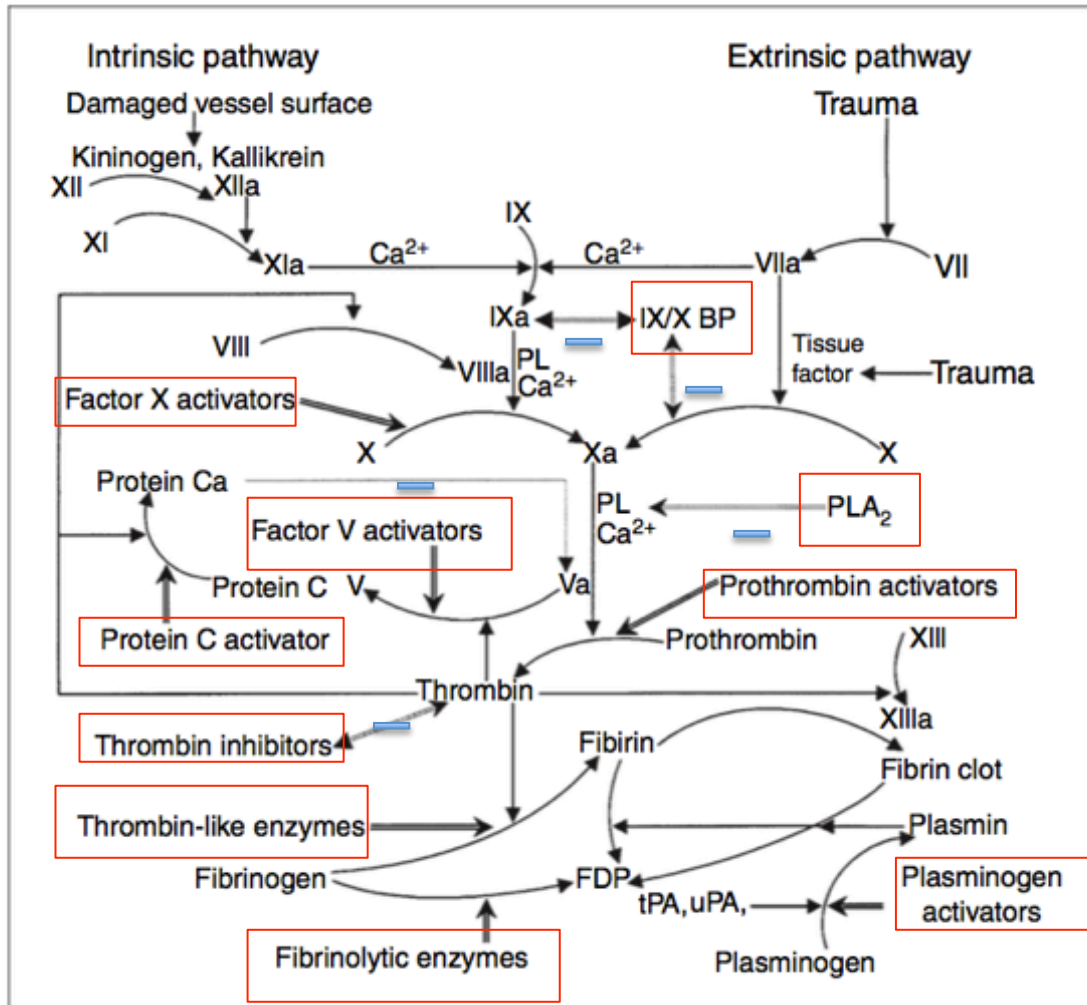 Intrinsic pathway
Extrinsic pathway
Damaged vessel surface
Trauma
Kininogen, Kallikrein
XII
XIIa
XI
IX
XIa
Ca2+
Ca2+
VIIa
VII
IXa
IX/X BP
VIII
VIIIa
PL
Ca2+
Tissue
factor
Trauma
Factor X activators
X
Xa
X
Protein Ca
PL
Ca2+
PLA2
Factor V activators
Protein C
V
Va
Prothrombin activators
Protein C activator
Prothrombin
XIII
Thrombin
XIIIa
Thrombin inhibitors
Fibirin
Fibrin clot
Thrombin-like enzymes
Plasmin
Fibrinogen
FDP
tPA, uPA,
Plasminogen
activators
Fibrinolytic enzymes
Plasminogen